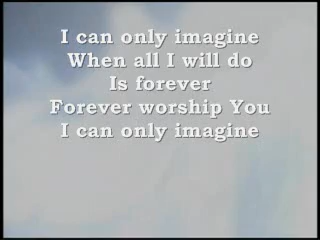 I can only imagine
When all I will do
Is forever
Forever worship You
I can only imagine